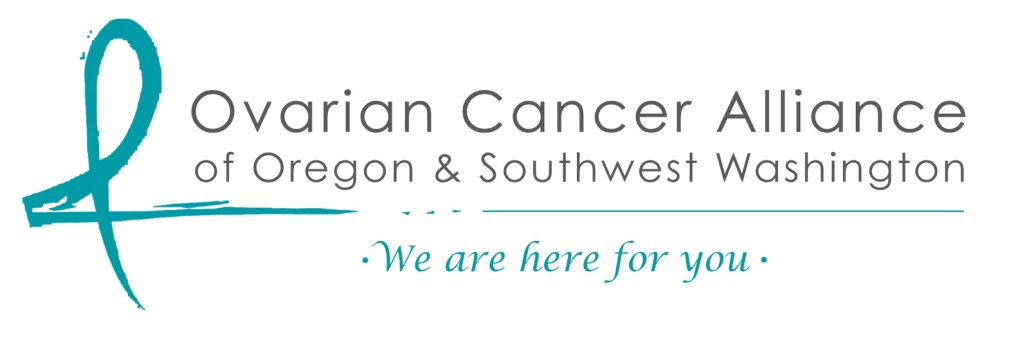 Ovarian Cancer Alliance
of Oregon & Southwest Washington
·We are here for you·